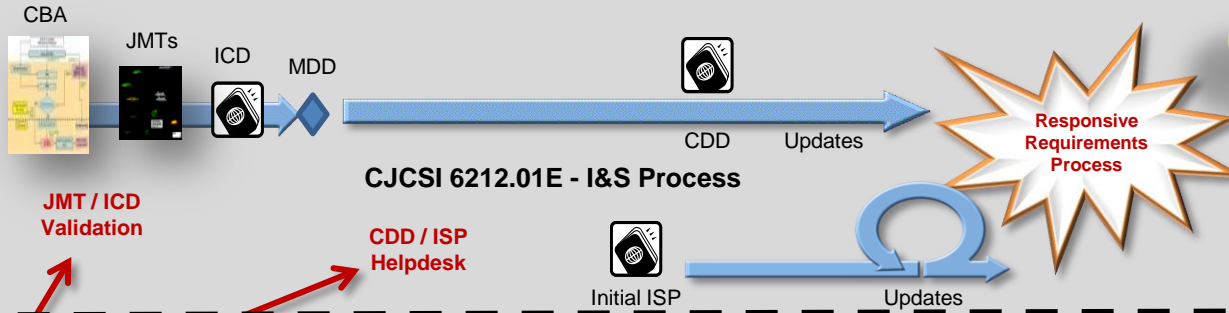 CBA
JMTs
ICD
MDD
CDD
Updates
Responsive
Requirements
Process
CJCSI 6212.01E - I&S Process
JMT / ICD
Validation
CDD / ISP
Helpdesk
Initial ISP
Updates